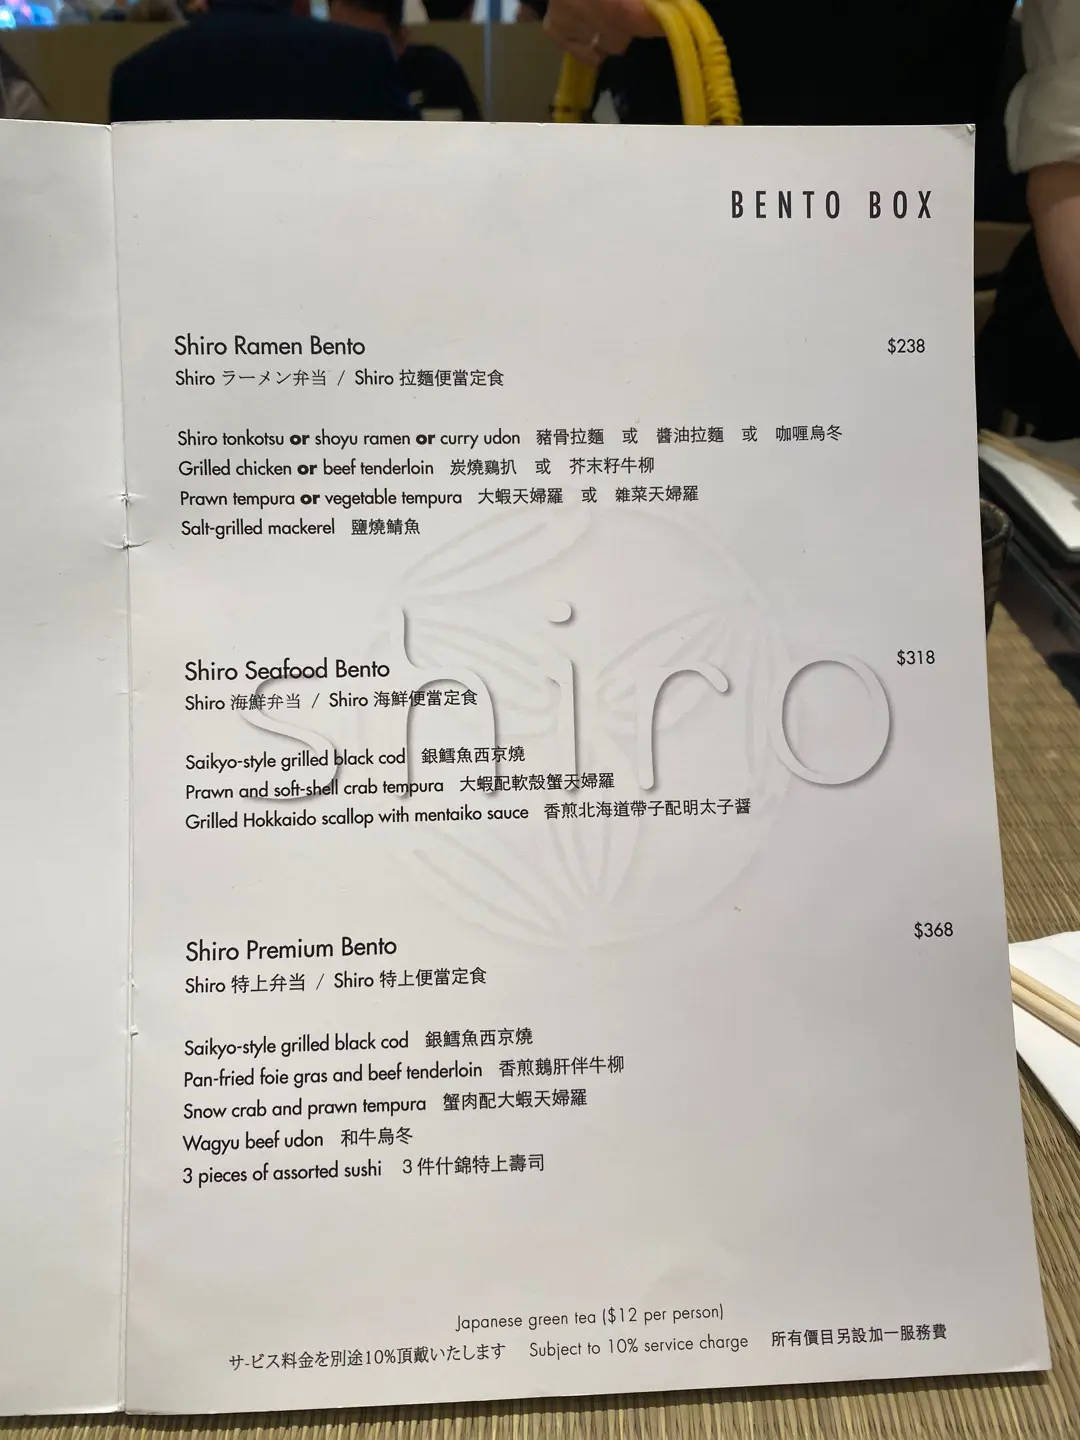 BENTO BOX
Shiro Ramen Bento $238
Shiro ラーメン弁当 / Shiro 拉麵便當定食
Shiro tonkotsu or shoyu ramen or curry udon 豬骨拉麵 或 醬油拉麵 或 咖喱烏冬
Grilled chicken or beef tenderloin 炭燒鷄扒 或 芥末籽牛柳
Prawn tempura or vegetable tempura 大蝦天婦羅 或 雜菜天婦羅
Salt-grilled mackerel 鹽燒鯖魚
Shiro Seafood Bento $318
Shiro 海鮮弁当 / Shiro 海鮮便當定食
shiro
Saikyo-style grilled black cod 銀鱈魚西京燒
Prawn and soft-shell crab tempura 大蝦配軟殼蟹天婦羅
Grilled Hokkaido scallop with mentaiko sauce 香煎北海道帶子配明太子醤
Shiro Premium Bento $368
Shiro 特上弁当 / Shiro 特上便當定食
Saikyo-style grilled black cod 銀鱈魚西京燒
Pan-fried foie gras and beef tenderloin 香煎鵝肝伴牛柳
Snow crab and prawn tempura 蟹肉配大蝦天婦羅
Wagyu beef udon 和牛烏冬
3 pieces of assorted sushi 3件什錦特上壽司
Japanese green tea ($12 per person)
サ-ビス料金を別途10%頂戴いたします Subject to 10% service charge 所有價目另設加一服務費